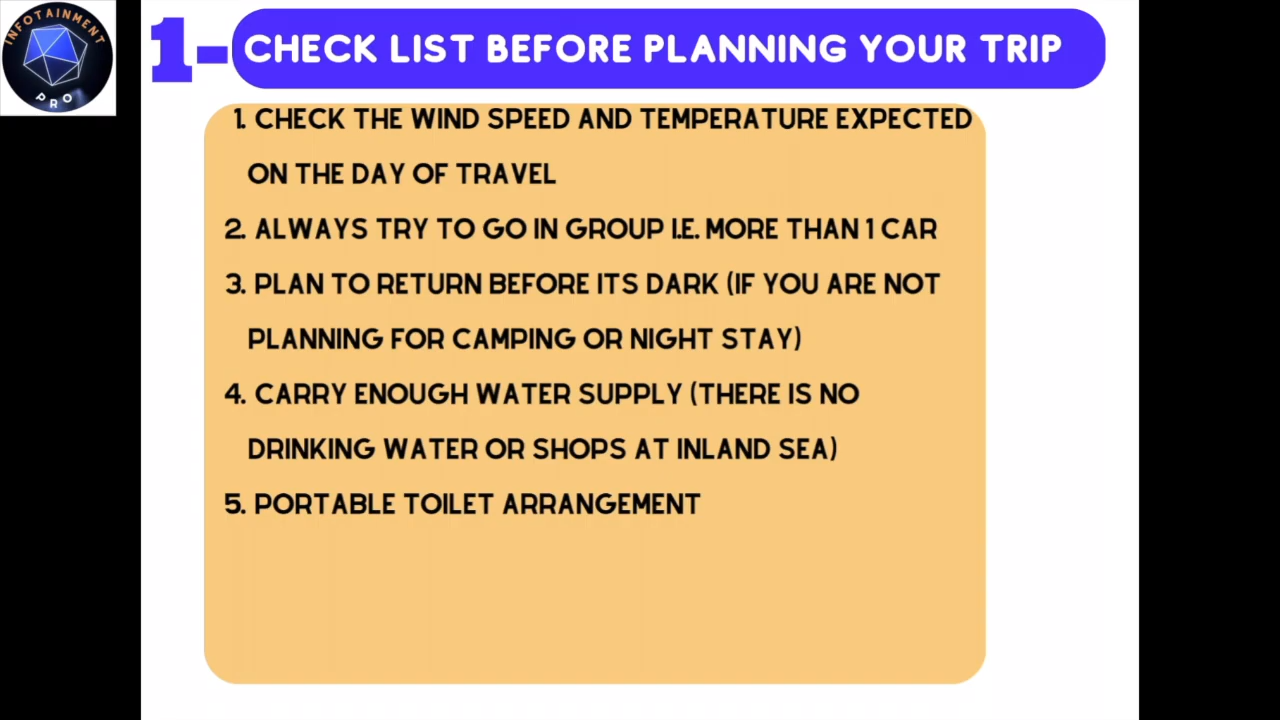 INFOTAINMENT
PRO
1- CHECK LIST BEFORE PLANNING YOUR TRIP
1. CHECK THE WIND SPEED AND TEMPERATURE EXPECTED
ON THE DAY OF TRAVEL
2. ALWAYS TRY TO GO IN GROUP I.E. MORE THAN 1 CAR
3. PLAN TO RETURN BEFORE ITS DARK (IF YOU ARE NOT
PLANNING FOR CAMPING OR NIGHT STAY)
4. CARRY ENOUGH WATER SUPPLY (THERE IS NO
DRINKING WATER OR SHOPS AT INLAND SEA)
5. PORTABLE TOILET ARRANGEMENT